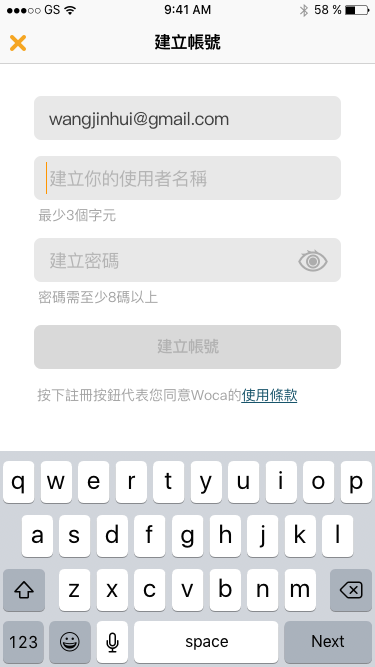 GS 9:41 AM 58 %
建立帳號
wangjinhui@gmail.com
建立你的使用者名稱
最少3個字元
建立密碼
密碼需至少8碼以上
建立帳號
按下註冊按鈕代表您同意Woca的使用條款
q w e r t y u i o p
a s d f g h j k l
z x c v b n m
123 space Next